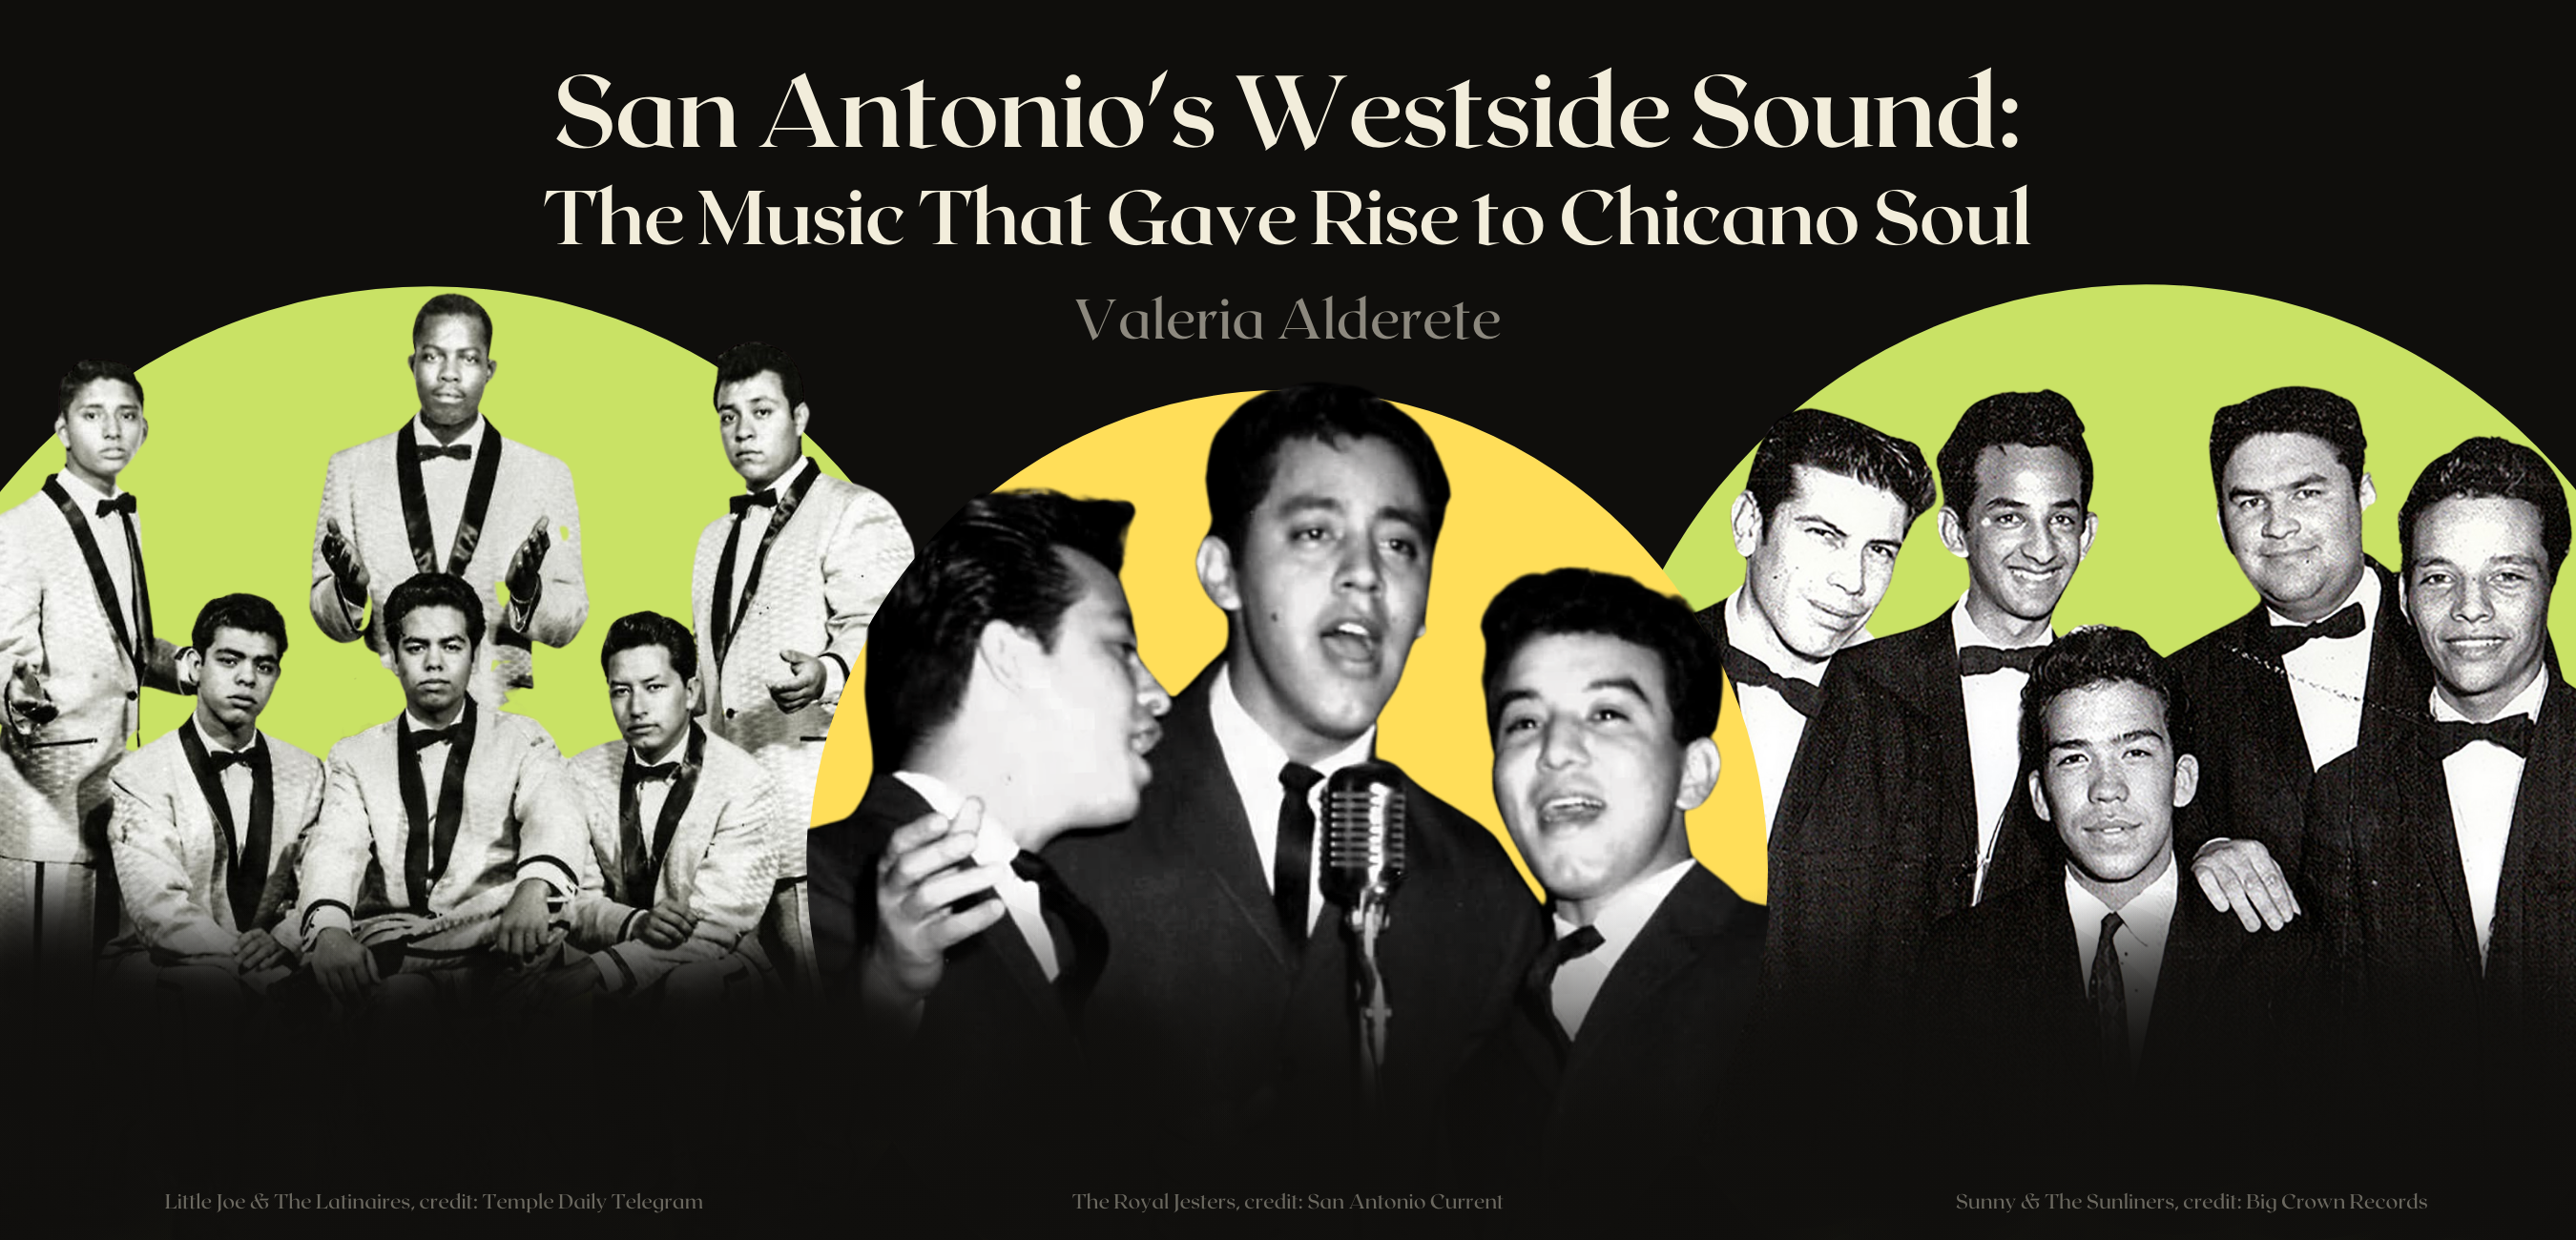 San Antonio's Westside Sound:
The Music That Gave Rise to Chicano Soul
Valeria Alderete
Little Joe & The Latinaires, credit: Temple Daily Telegram
The Royal Jesters, credit: San Antonio Current
Sunny & The Sunliners, credit: Big Crown Records